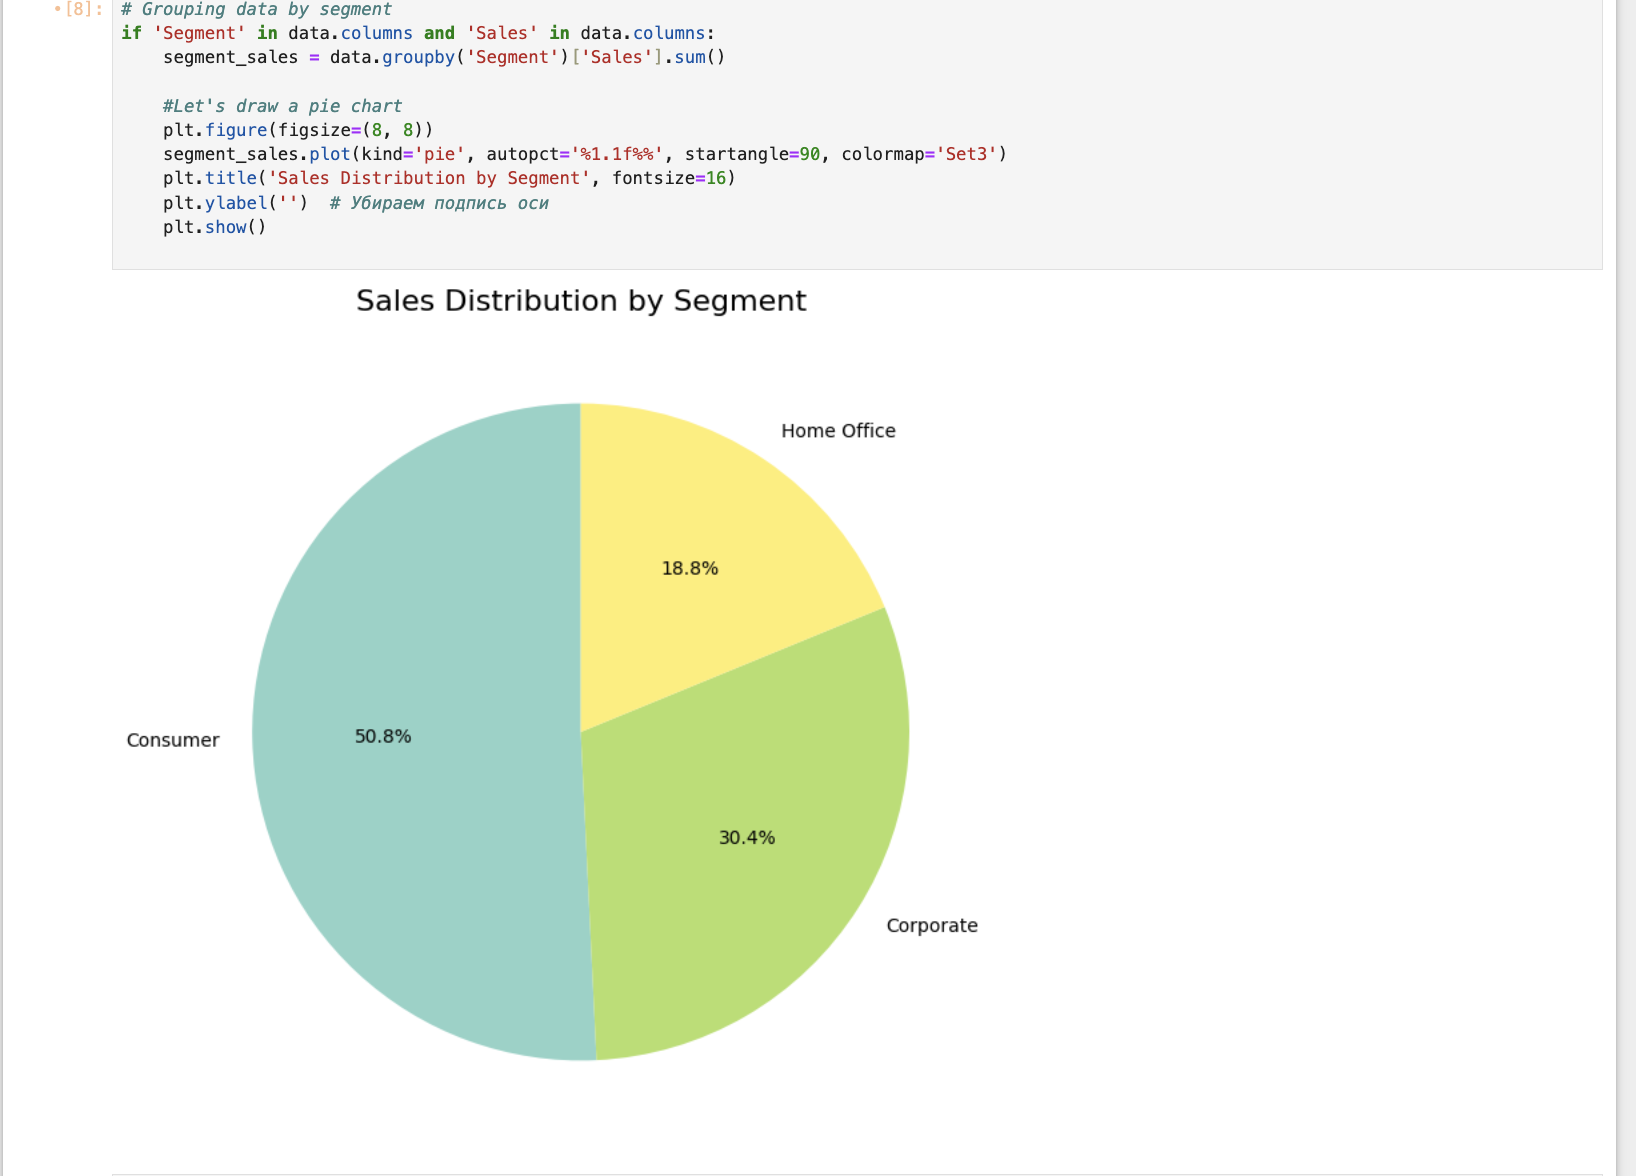 •[8]: # Grouping data by segment
if 'Segment' in data.columns and 'Sales' in data.columns:
    segment_sales = data.groupby('Segment')['Sales'].sum()

    #Let's draw a pie chart
    plt.figure(figsize=(8, 8))
    segment_sales.plot(kind='pie', autopct='%1.1f%%', startangle=90, colormap='Set3')
    plt.title('Sales Distribution by Segment', fontsize=16)
    plt.ylabel('')  # Убираем подпись оси
    plt.show()
Sales Distribution by Segment
Home Office
18.8%
Consumer
50.8%
30.4%
Corporate